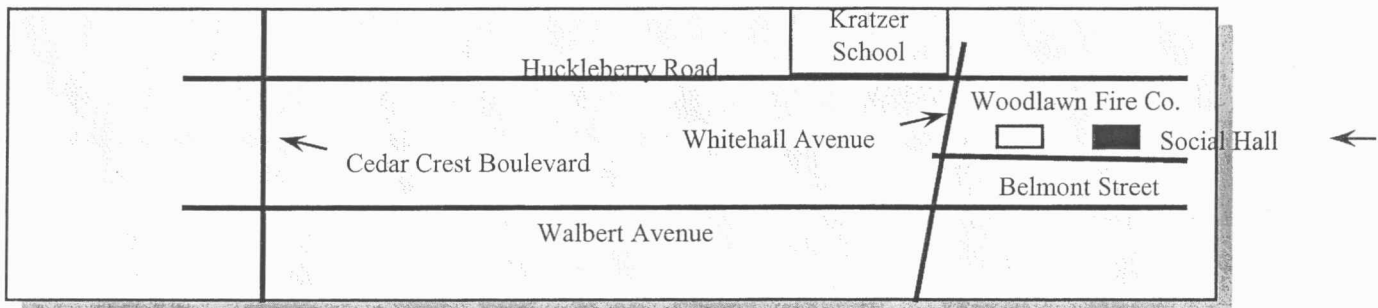 Kratzer
School
Huckleberry Road
Woodlawn Fire Co.
Whitehall Avenue
Social Hall
Cedar Crest Boulevard
Belmont Street
Walbert Avenue